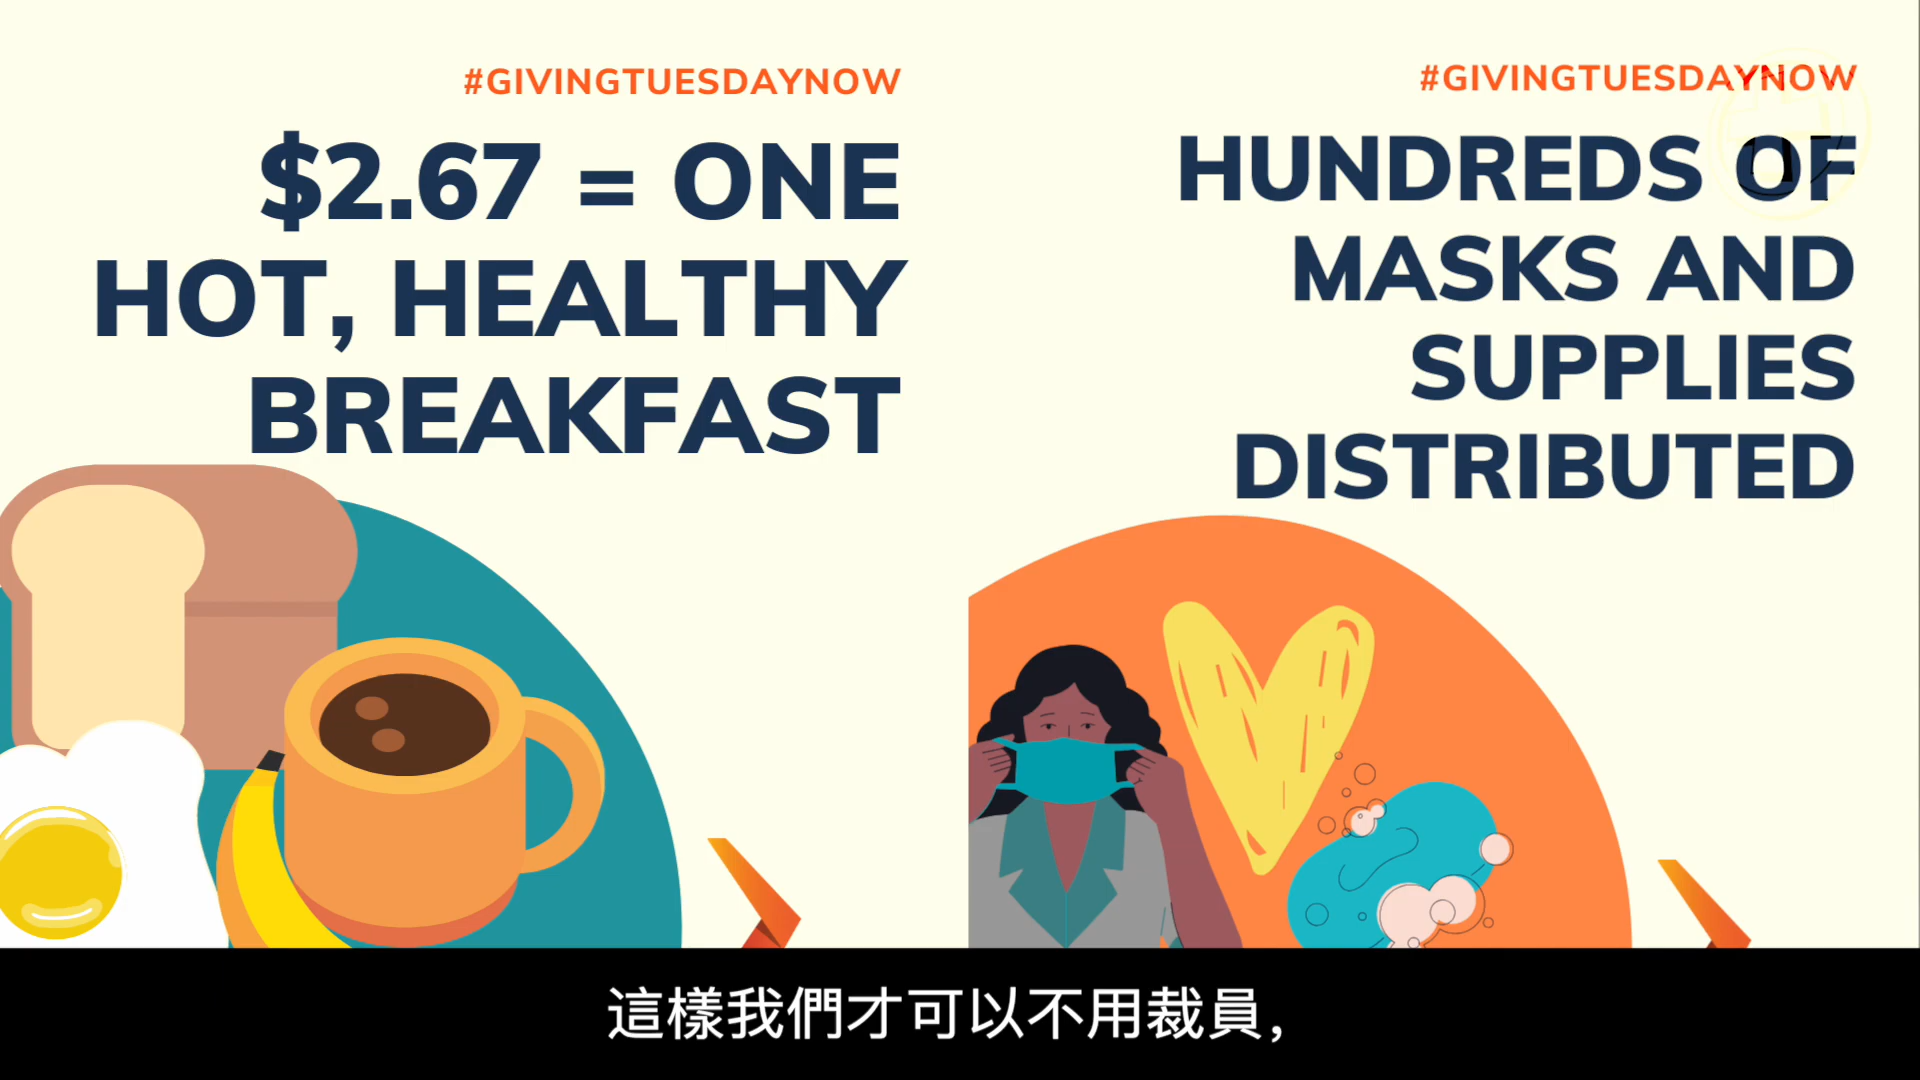 #GIVINGTUESDAYNOW
$2.67 = ONE
HOT, HEALTHY
BREAKFAST
#GIVINGTUESDAYNOW
HUNDREDS OF
MASKS AND
SUPPLIES
DISTRIBUTED
這樣我們才可以不用裁員,